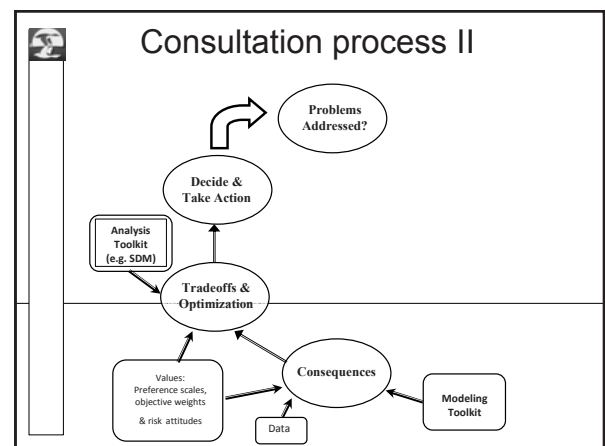 Consultation process II
Problems
Addressed?
Decide &
Take Action
Analysis
Toolkit
(e.g. SDM)
Tradeoffs &
Optimization
Values:
Preference scales,
objective weights
& risk attitudes
Consequences
Data
Modeling
Toolkit